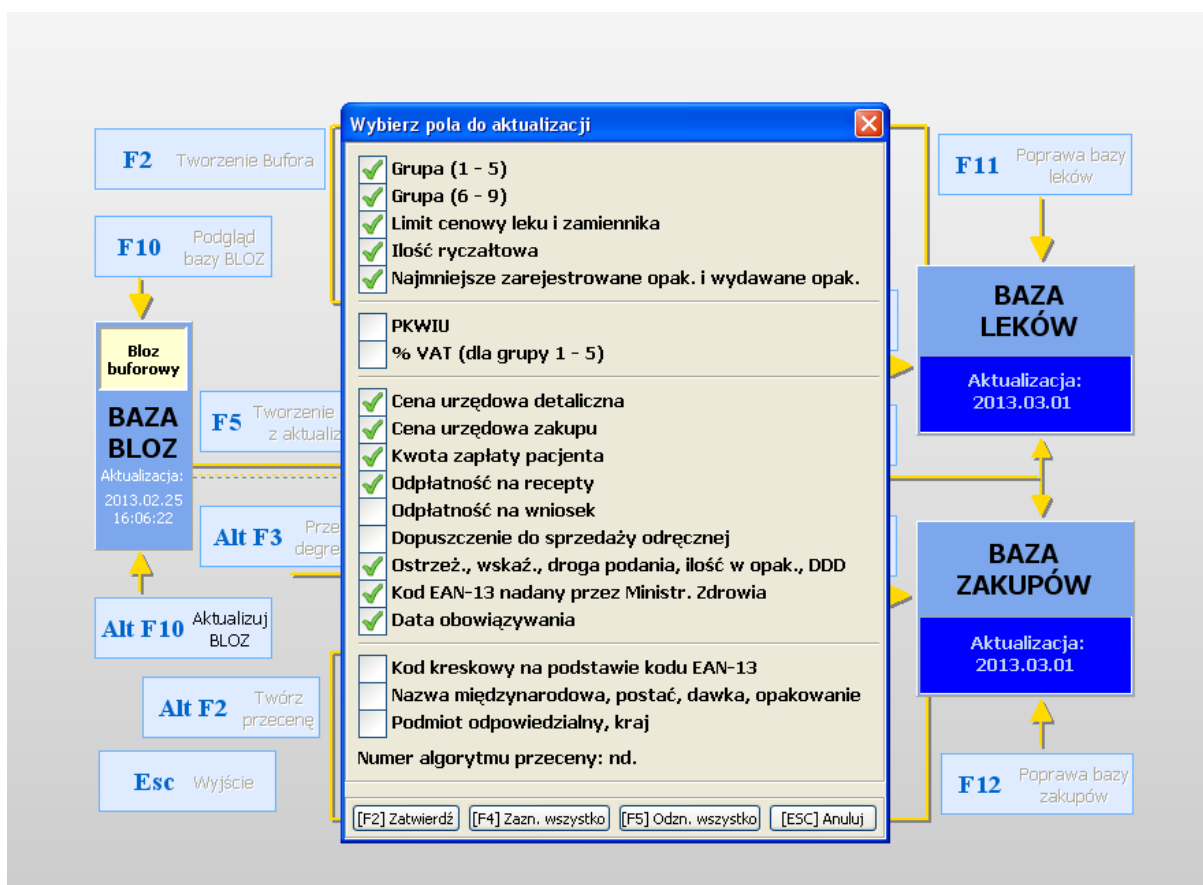 Wybierz pola do aktualizacji
Grupa (1 - 5)
Grupa (6 - 9)
Limit cenowy leku i zamiennika
Ilość ryczałtowa
Najmniejsze zarejestrowane opak. i wydawane opak.
PKWIU
% VAT (dla grupy 1 - 5)
Cena urzędowa detaliczna
Cena urzędowa zakupu
Kwota zapłaty pacjenta
Odpłatność na recepty
Odpłatność na wniosek
Dopuszczenie do sprzedaży odręcznej
Ostrzeż., wskaź., droga podania, ilość w opak., DDD
Kod EAN-13 nadany przez Ministr. Zdrowia
Data obowiązywania
Kod kreskowy na podstawie kodu EAN-13
Nazwa międzynarodowa, postać, dawka, opakowanie
Podmiot odpowiedzialny, kraj
Numer algorytmu przeceny: nd.
[F2] Zatwierdź [F4] Zazn. wszystko [F5] Odzn. wszystko [ESC] Anuluj
F2 Tworzenie Bufora
F10 Podgląd
bazy BLOZ
Bloz
buforowy
BAZA
BLOZ
Aktualizacja:
2013.02.25
16:06:22
F5 Tworzenie
z aktualiz
Alt F3 Prze
degre
Alt F10 Aktualizuj
BLOZ
Alt F2 Twórz
przecenę
Esc Wyjście
F11 Poprawa bazy
leków
BAZA
LEKÓW
Aktualizacja:
2013.03.01
BAZA
ZAKUPÓW
Aktualizacja:
2013.03.01
F12 Poprawa bazy
zakupów